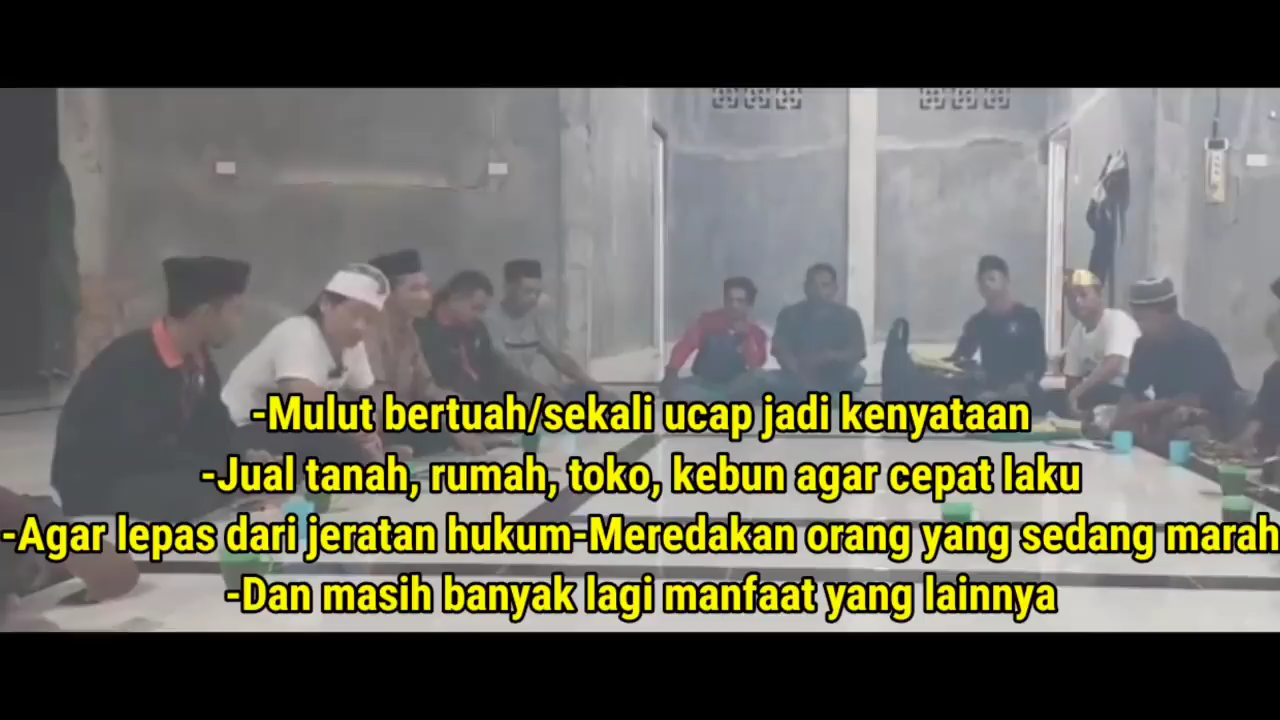 -Mulut bertuah/sekali ucap jadi kenyataan
-Jual tanah, rumah, toko, kebun agar cepat laku
-Agar lepas dari jeratan hukum-Meredakan orang yang sedang marah
-Dan masih banyak lagi manfaat yang lainnya